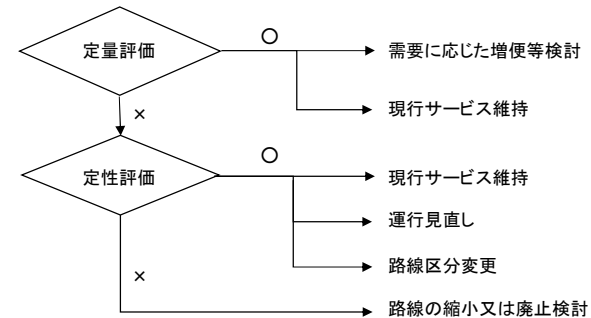 定量評価
○
需要に応じた増便等検討
現行サービス維持
×
定性評価
○
現行サービス維持
運行見直し
路線区分変更
×
路線の縮小又は廃止検討